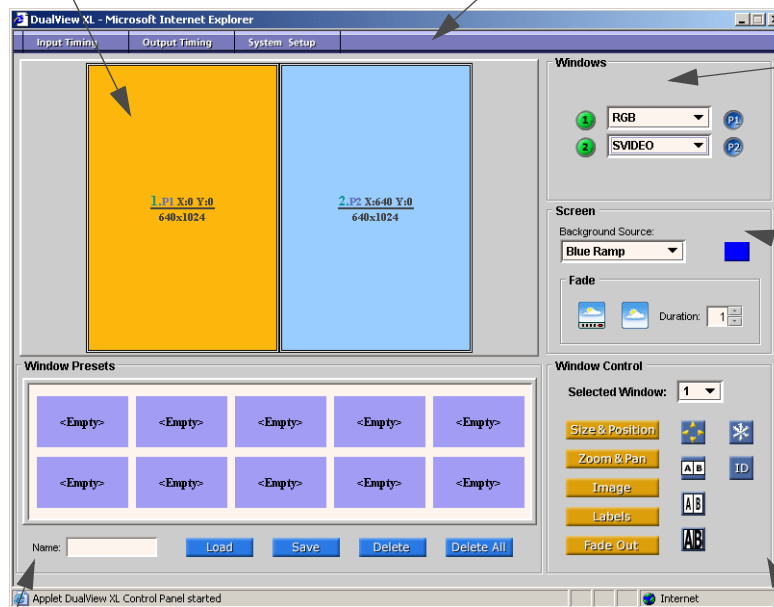 DualView XL - Microsoft Internet Explorer
Input Timing Output Timing System Setup
1.P1 X:0 Y:0
640x1024
2.P2 X:640 Y:0
640x1024
Windows
1 RGB P1
2 SVIDEO P2
Screen
Background Source:
Blue Ramp
Fade
Duration: 1
Window Presets
<Empty> <Empty> <Empty> <Empty> <Empty>
<Empty> <Empty> <Empty> <Empty> <Empty>
Name: Load Save Delete Delete All
Window Control
Selected Window: 1
Size & Position
Zoom & Pan
A B ID
Image
A B
Labels
Fade Out AB
Applet DualView XL Control Panel started Internet